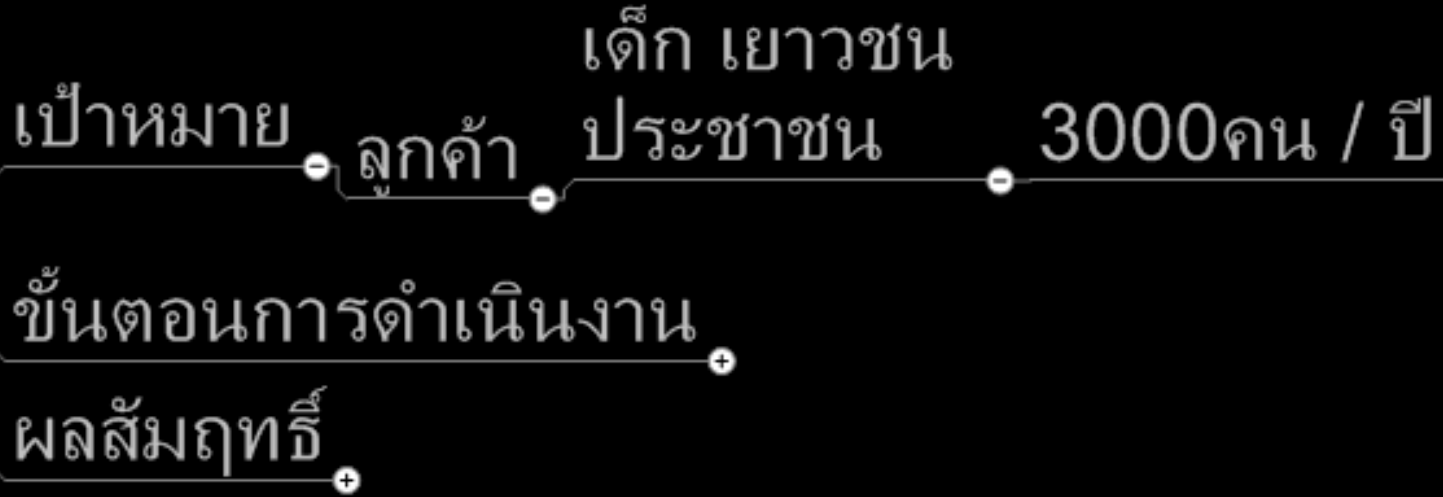 เป้าหมาย
ลูกค้า
เด็ก เยาวชน
ประชาชน
3000คน / ปี
ขั้นตอนการดำเนินงาน
ผลสัมฤทธิ์